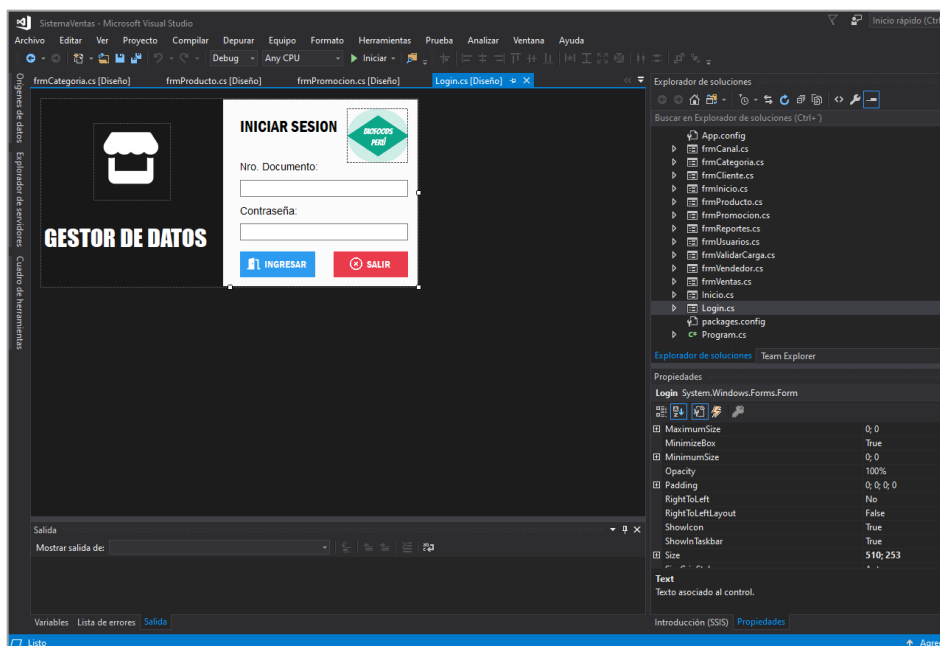 SistemaVentas - Microsoft Visual Studio
Inicio rápido (Ctrl
Archivo Editar Ver Proyecto Compilar Depurar Equipo Formato Herramientas Prueba Analizar Ventana Ayuda
Debug Any CPU Iniciar
frmCategoria.cs [Diseño] frmProducto.cs [Diseño] frmPromocion.cs [Diseño] Login.cs [Diseño]
Orígenes de datos
Explorador de servidores
Cuadro de herramientas
INICIAR SESION
BIOFOODS
PERÚ
Nro. Documento:
Contraseña:
GESTOR DE DATOS
INGRESAR
SALIR
Explorador de soluciones
Buscar en Explorador de soluciones (Ctrl+´)
App.config
frmCanal.cs
frmCategoria.cs
frmCliente.cs
frmInicio.cs
frmProducto.cs
frmPromocion.cs
frmReportes.cs
frmUsuarios.cs
frmValidarCarga.cs
frmVendedor.cs
frmVentas.cs
Inicio.cs
Login.cs
packages.config
C# Program.cs
Explorador de soluciones Team Explorer
Propiedades
Login System.Windows.Forms.Form
MaximumSize 0; 0
MinimizeBox True
MinimumSize 0; 0
Opacity 100%
Padding 0; 0; 0; 0
RightToLeft No
RightToLeftLayout False
ShowIcon True
ShowInTaskbar True
Size 510; 253
Text
Texto asociado al control.
Introducción (SSIS) Propiedades
Salida
Mostrar salida de:
Variables Lista de errores Salida
Listo
Agre